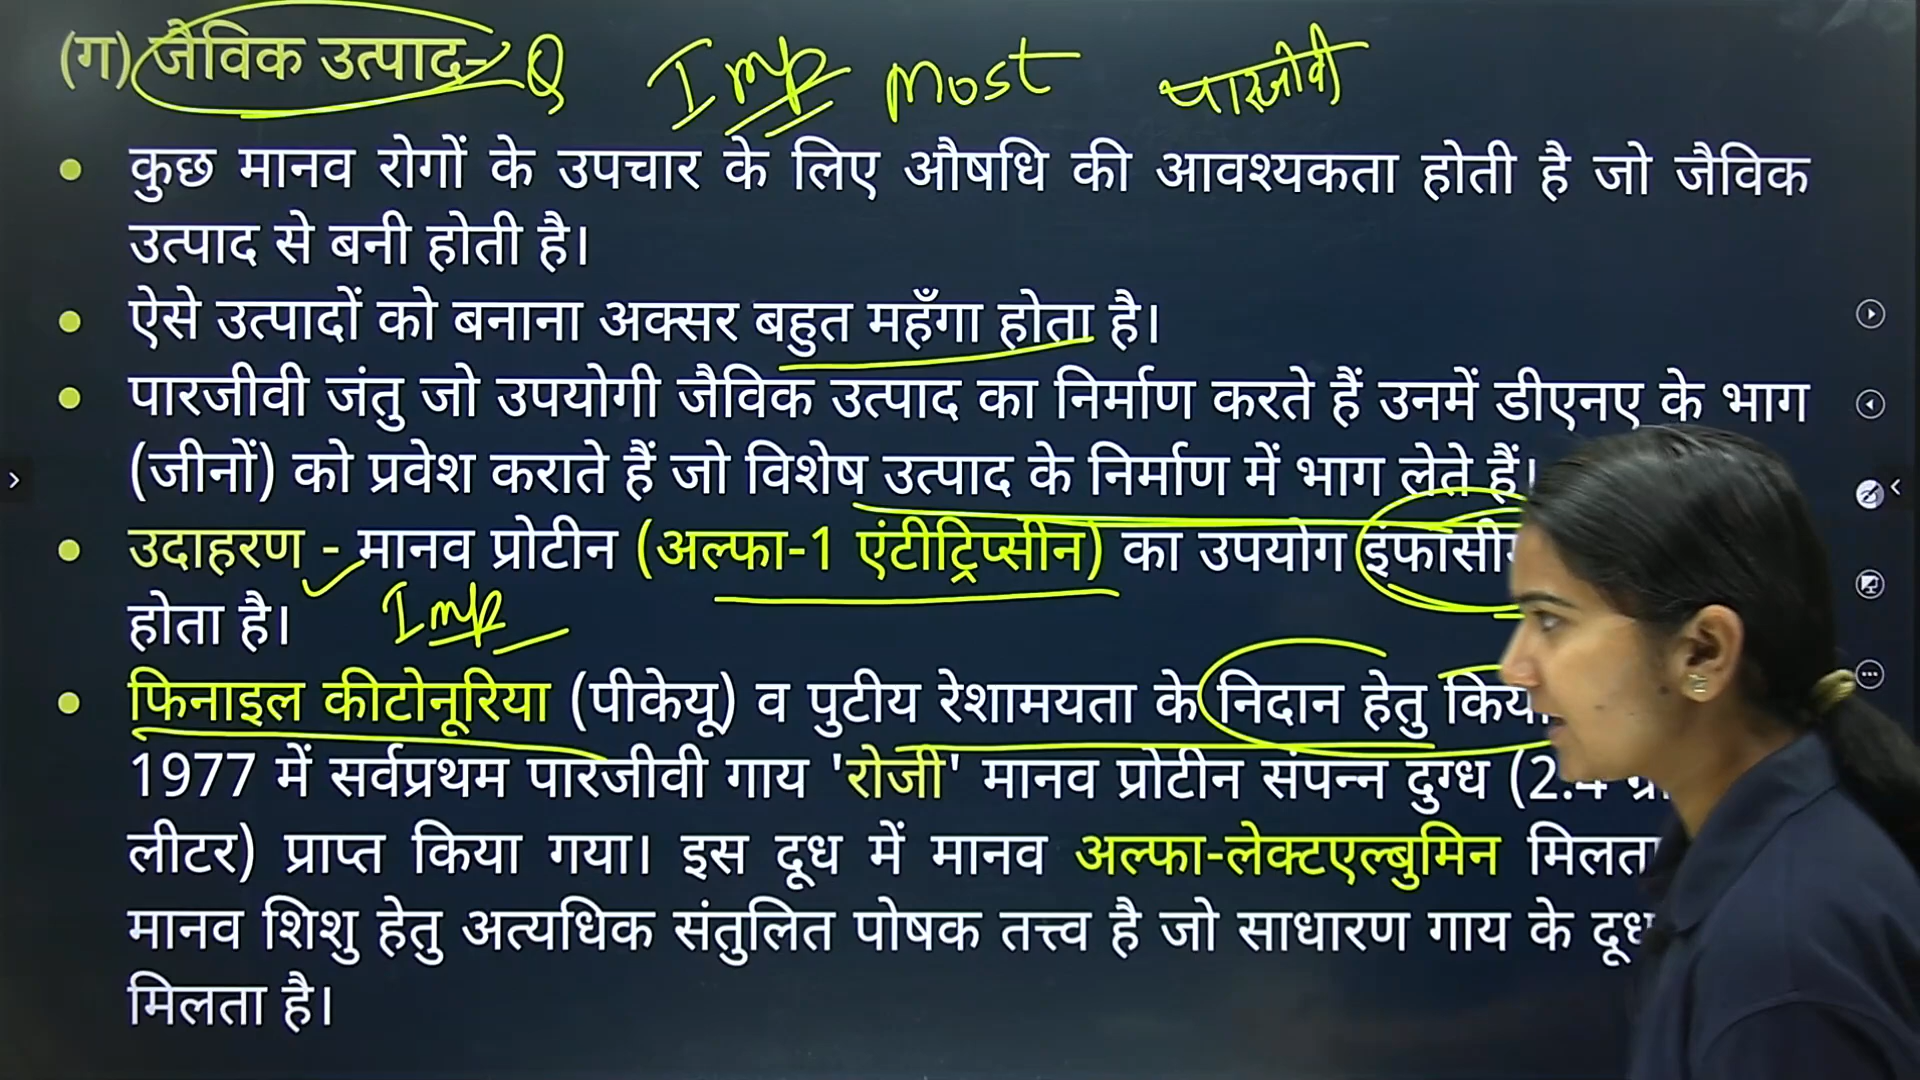 (ग) जैविक उत्पाद- Q Imp Most पारजीवी
• कुछ मानव रोगों के उपचार के लिए औषधि की आवश्यकता होती है जो जैविक
उत्पाद से बनी होती है।
• ऐसे उत्पादों को बनाना अक्सर बहुत महँगा होता है।
• पारजीवी जंतु जो उपयोगी जैविक उत्पाद का निर्माण करते हैं उनमें डीएनए के भाग
(जीनों) को प्रवेश कराते हैं जो विशेष उत्पाद के निर्माण में भाग लेते हैं।
• उदाहरण - मानव प्रोटीन (अल्फा-1 एंटीट्रिप्सीन) का उपयोग
होता है। Imp
• फिनाइल कीटोनूरिया (पीकेयू) व पुटीय रेशामयता के निदान हेतु
1977 में सर्वप्रथम पारजीवी गाय 'रोजी' मानव प्रोटीन संपन्न दुग्ध (2.4
लीटर) प्राप्त किया गया। इस दूध में मानव अल्फा-लेक्टएल्बुमिन
मानव शिशु हेतु अत्यधिक संतुलित पोषक तत्त्व है जो साधारण गाय के दूध
मिलता है।